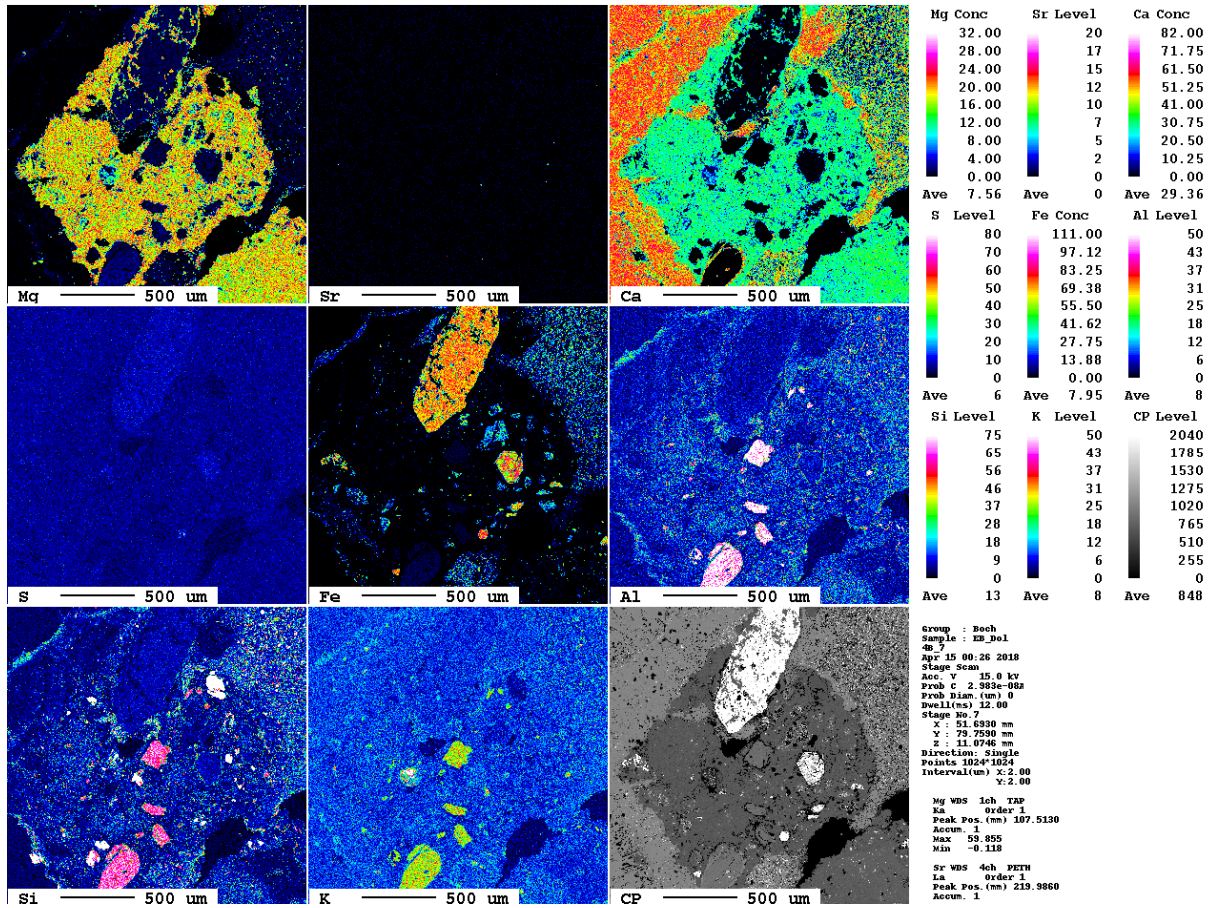 Mg 500 um
Sr 500 um
Ca 500 um
S 500 um
Fe 500 um
Al 500 um
Si 500 um
K 500 um
CP 500 um
Mg Conc
32.00
28.00
24.00
20.00
16.00
12.00
8.00
4.00
0.00
Ave 7.56
Sr Level
20
17
15
12
10
7
5
2
0
Ave 0
Ca Conc
82.00
71.75
61.50
51.25
41.00
30.75
20.50
10.25
0.00
Ave 29.36
S Level
80
70
60
50
40
30
20
10
0
Ave 6
Fe Conc
111.00
97.12
83.25
69.38
55.50
41.62
27.75
13.88
0.00
Ave 7.95
Al Level
50
43
37
31
25
18
12
6
0
Ave 8
Si Level
75
65
56
46
37
28
18
9
0
Ave 13
K Level
50
43
37
31
25
18
12
6
0
Ave 8
CP Level
2040
1785
1530
1275
1020
765
510
255
0
Ave 848
Group : Boch
Sample : EB_Dol
4B_7
Apr 15 00:26 2018
Stage Scan
Acc. V 15.0 kV
Prob C 2.983e-08A
Prob Diam.(um) 0
Dwell(ms) 12.00
Stage No.7
X : 51.6930 mm
Y : 79.7590 mm
Z : 11.0746 mm
Direction: Single
Points 1024*1024
Interval(um) X:2.00
Y:2.00
Mg WDS 1ch TAP
Ka Order 1
Peak Pos.(mm) 107.5130
Accum. 1
Max 59.855
Min -0.118
Sr WDS 4ch PETH
La Order 1
Peak Pos.(mm) 219.9860
Accum. 1